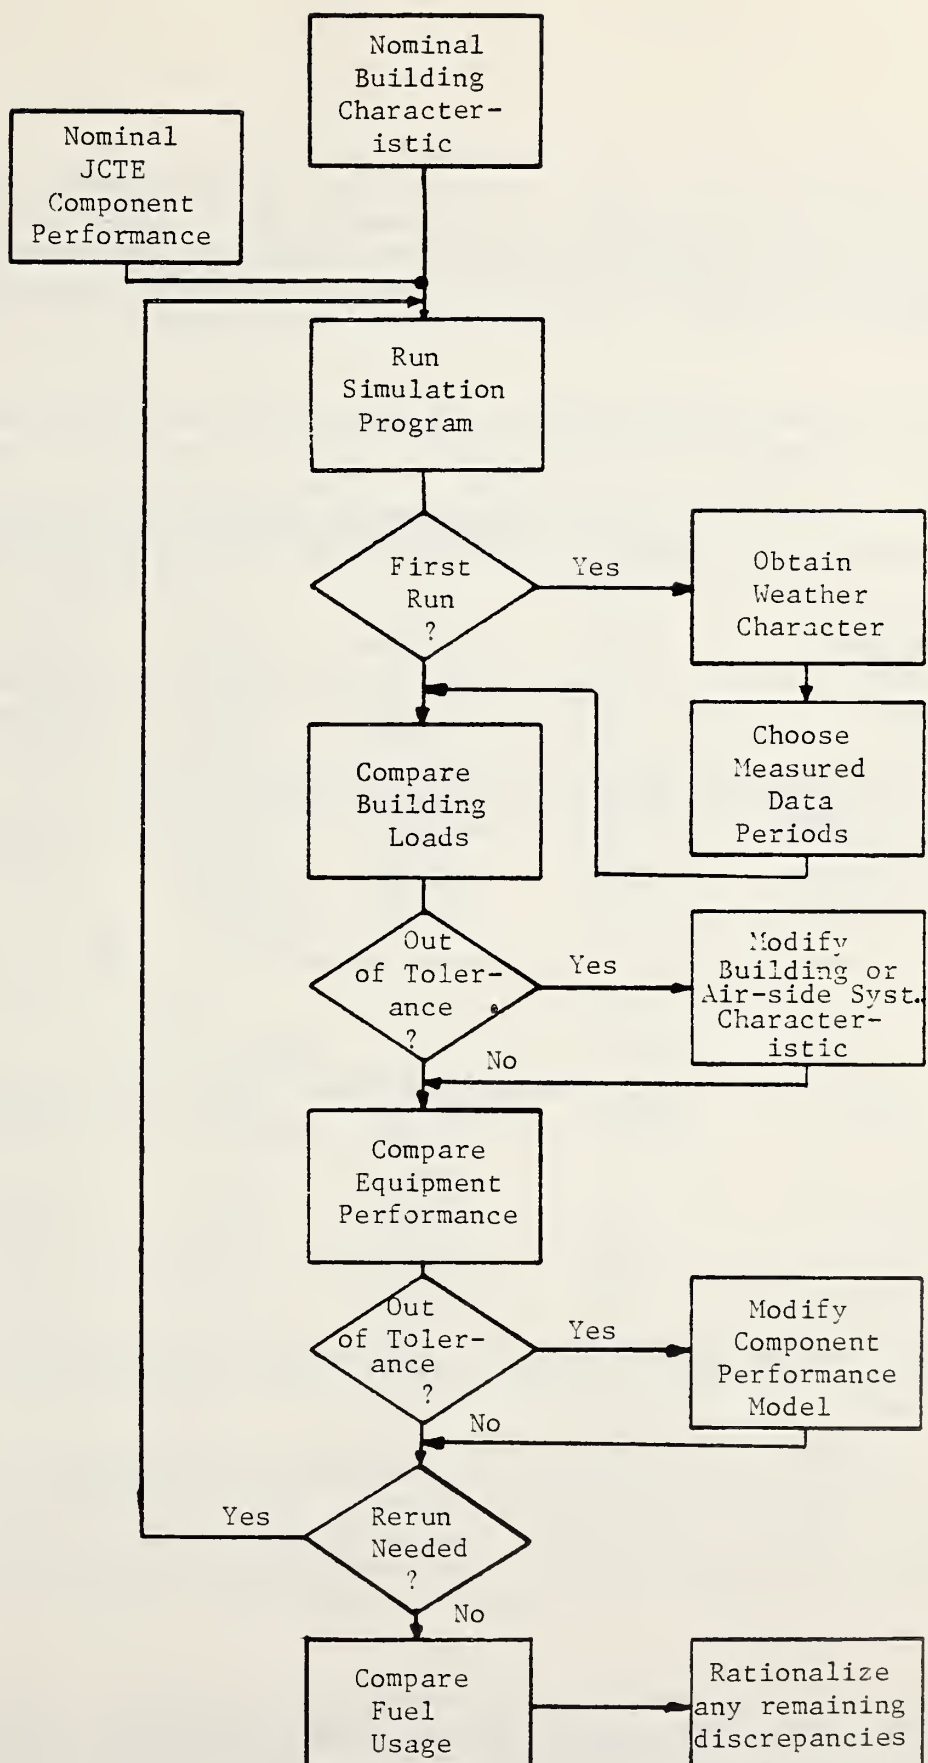 Nominal
Building
Character-
istic
Nominal
JCTE
Component
Performance
Run
Simulation
Program
First
Run
?
Yes
Obtain
Weather
Character
Choose
Measured
Data
Periods
Compare
Building
Loads
Out
of Toler-
ance
?
Yes
Modify
Building or
Air-side Syst.
Character-
istic
No
Compare
Equipment
Performance
Out
of Toler-
ance
?
Yes
Modify
Component
Performance
Model
No
Rerun
Needed
?
Yes
No
Compare
Fuel
Usage
Rationalize
any remaining
discrepancies